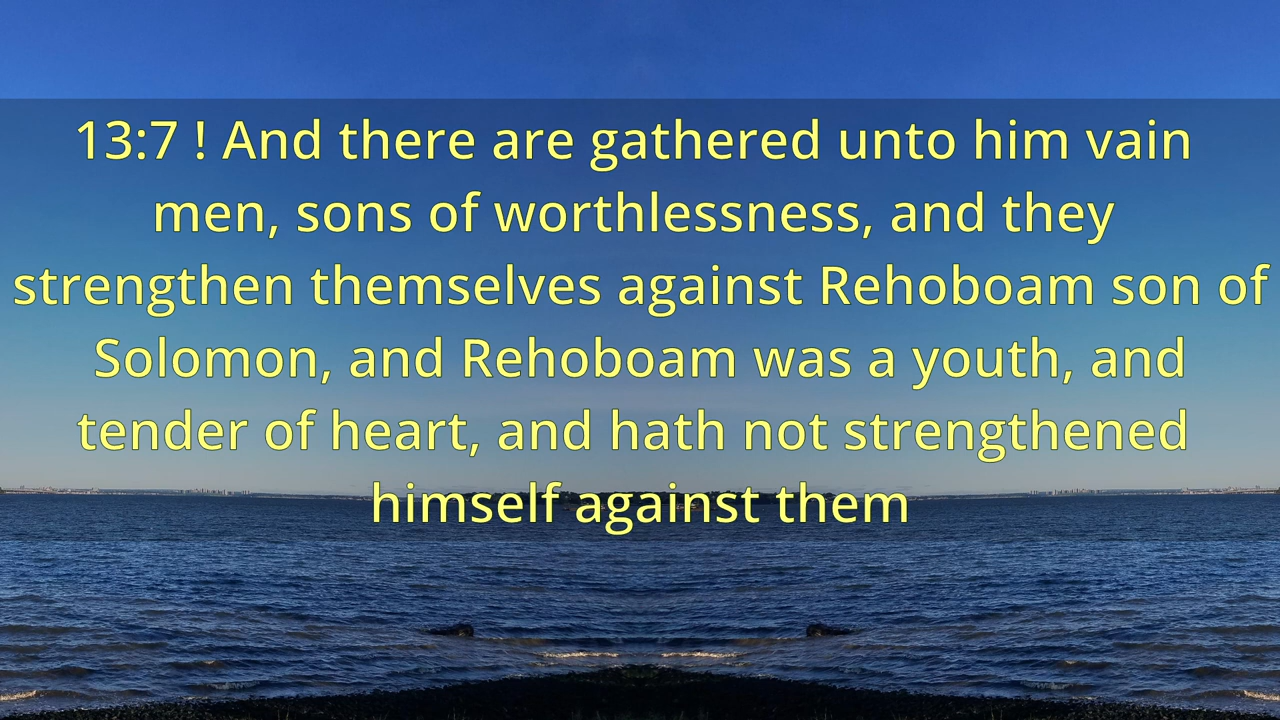 13:7 ! And there are gathered unto him vain
men, sons of worthlessness, and they
strengthen themselves against Rehoboam son of
Solomon, and Rehoboam was a youth, and
tender of heart, and hath not strengthened
himself against them